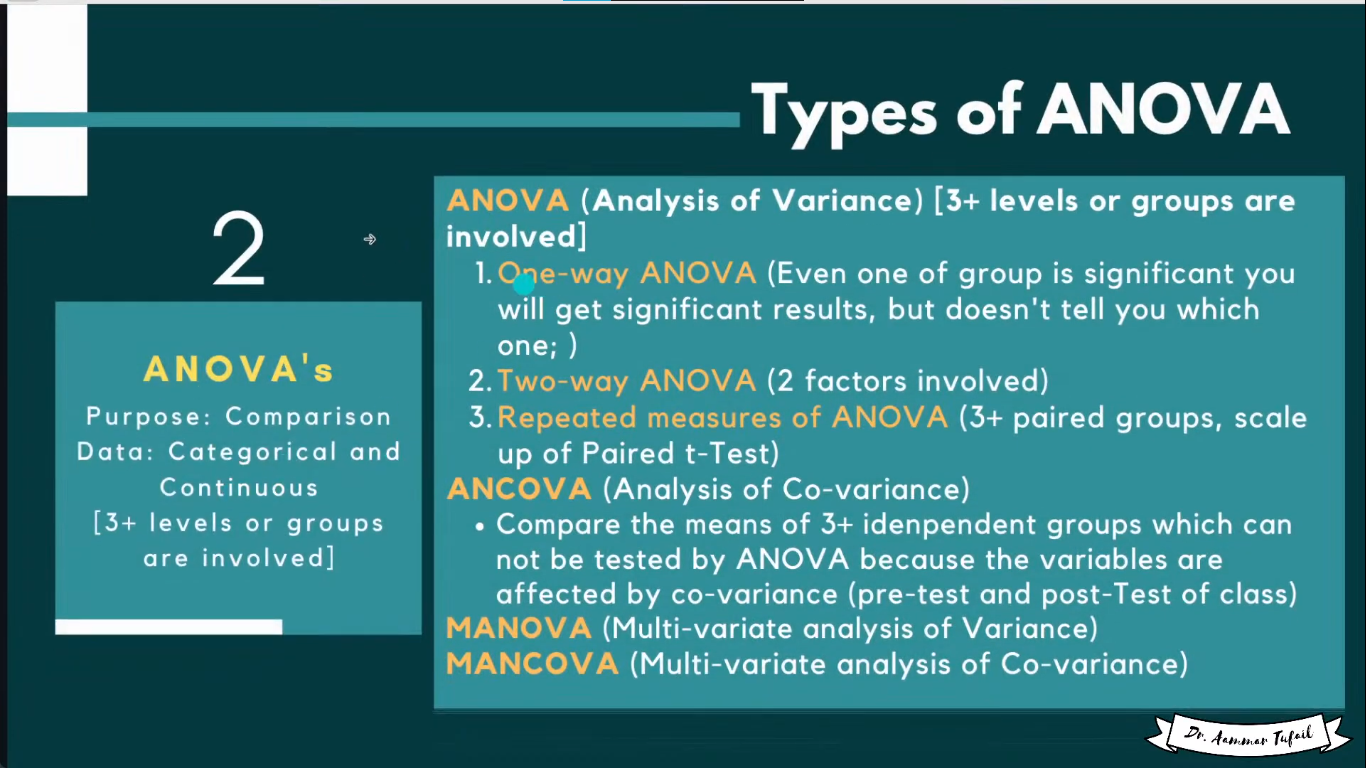 Types of ANOVA
2
ANOVA's
Purpose: Comparison
Data: Categorical and
Continuous
[3+ levels or groups
are involved]
ANOVA (Analysis of Variance) [3+ levels or groups are
involved]
1. One-way ANOVA (Even one of group is significant you
will get significant results, but doesn't tell you which
one; )
2. Two-way ANOVA (2 factors involved)
3. Repeated measures of ANOVA (3+ paired groups, scale
up of Paired t-Test)
ANCOVA (Analysis of Co-variance)
• Compare the means of 3+ idenpendent groups which can
not be tested by ANOVA because the variables are
affected by co-variance (pre-test and post-Test of class)
MANOVA (Multi-variate analysis of Variance)
MANCOVA (Multi-variate analysis of Co-variance)
Dr. Aammar Tufail